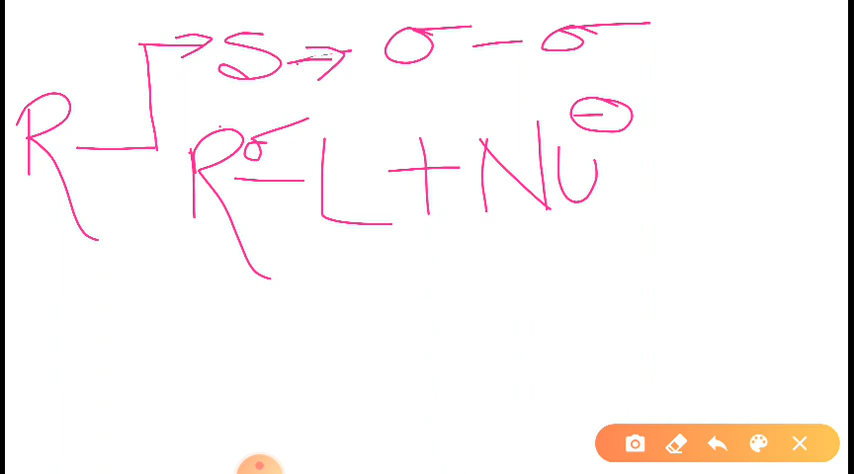 R → S → σ - σ
R σ - L + Nu⊖